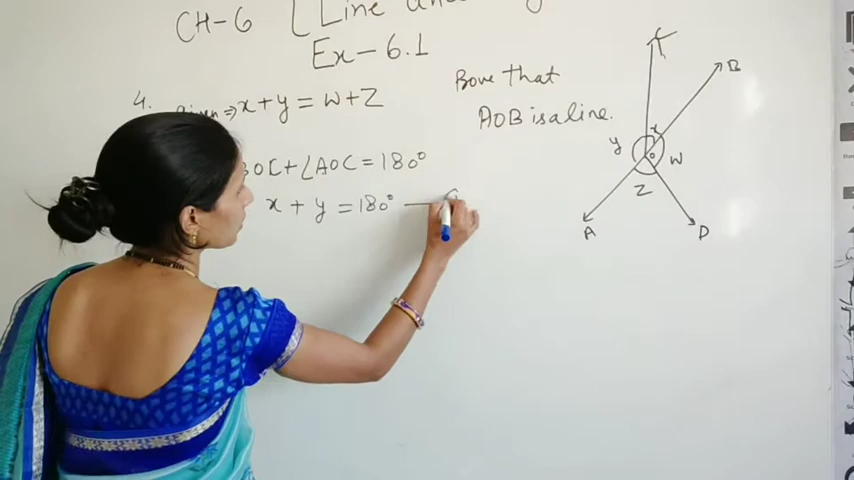 CH-6 [ Line and
Ex-6.1
4. given ⇒ x+y = W+Z
Prove that
AOB is a line.
BOC + ∠AOC = 180°
x + y = 180° —
C
B
x
y
O
W
Z
A
D